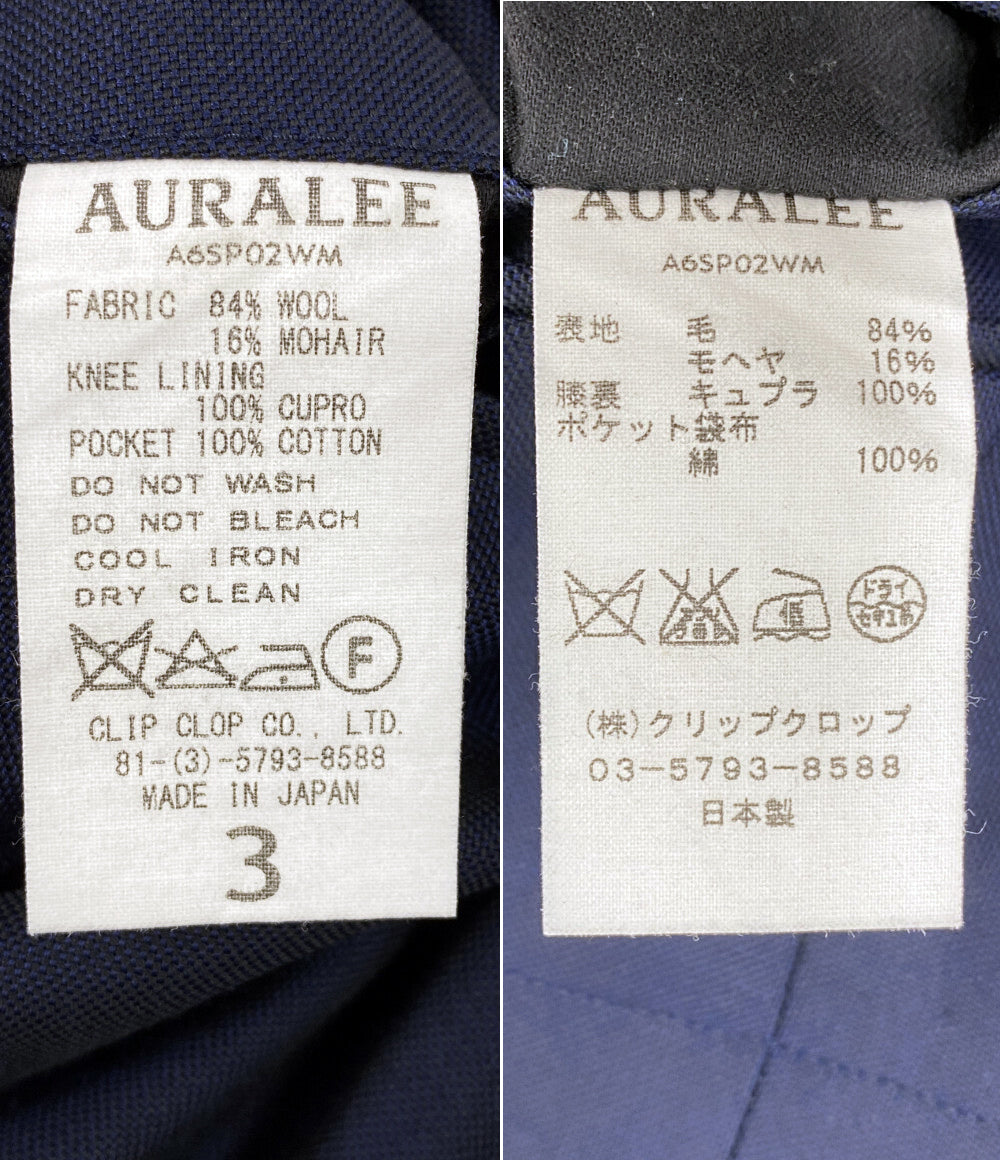 AURALEE
A6SP02WM
FABRIC 84% WOOL
16% MOHAIR
KNEE LINING
100% CUPRO
POCKET 100% COTTON
DO NOT WASH
DO NOT BLEACH
COOL IRON
DRY CLEAN
F
CLIP CLOP CO., LTD.
81-(3)-5793-8588
MADE IN JAPAN
3
AURALEE
A6SP02WM
表地 毛 84%
モヘヤ 16%
膝裏 キュプラ 100%
ポケット袋布
綿 100%
低 ドライ
セキユ系
(株)クリップクロップ
03-5793-8588
日本製